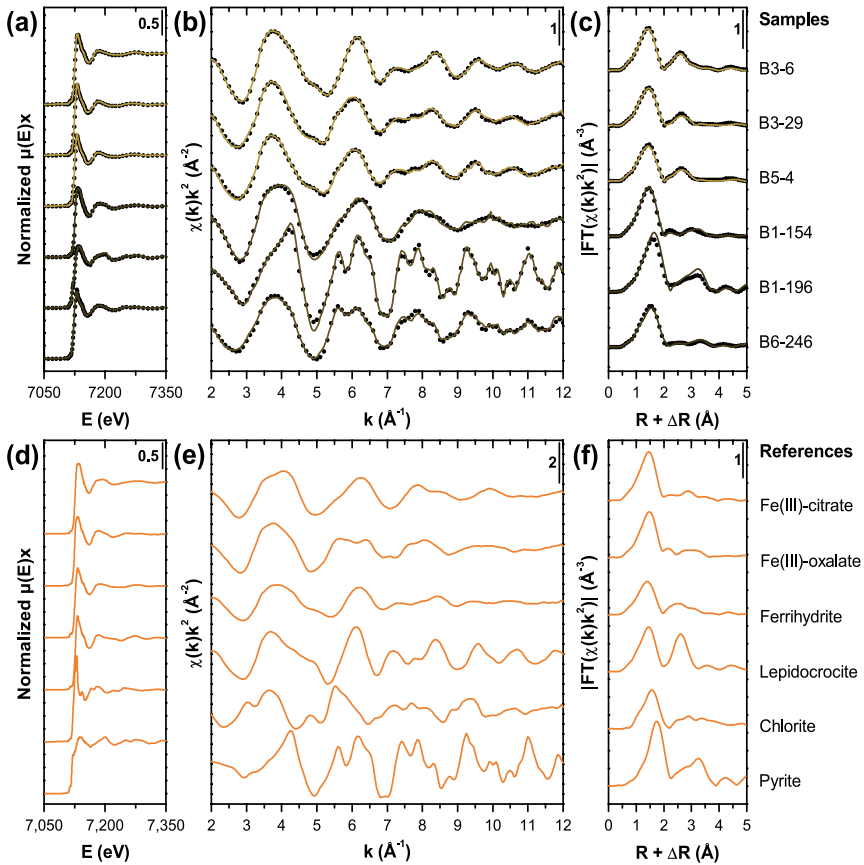 (a)
0.5
Normalized μ(E)x
7050
7200
7350
E (eV)
(b)
1
χ(k)k² (Å⁻²)
2
3
4
5
6
7
8
9
10
11
12
k (Å⁻¹)
(c)
1
|FT(χ(k)k²)| (Å⁻³)
0
1
2
3
4
5
R + ΔR (Å)
Samples
B3-6
B3-29
B5-4
B1-154
B1-196
B6-246
(d)
0.5
Normalized μ(E)x
7,050
7,200
7,350
E (eV)
(e)
2
χ(k)k² (Å⁻²)
2
3
4
5
6
7
8
9
10
11
12
k (Å⁻¹)
(f)
1
|FT(χ(k)k²)| (Å⁻³)
0
1
2
3
4
5
R + ΔR (Å)
References
Fe(III)-citrate
Fe(III)-oxalate
Ferrihydrite
Lepidocrocite
Chlorite
Pyrite